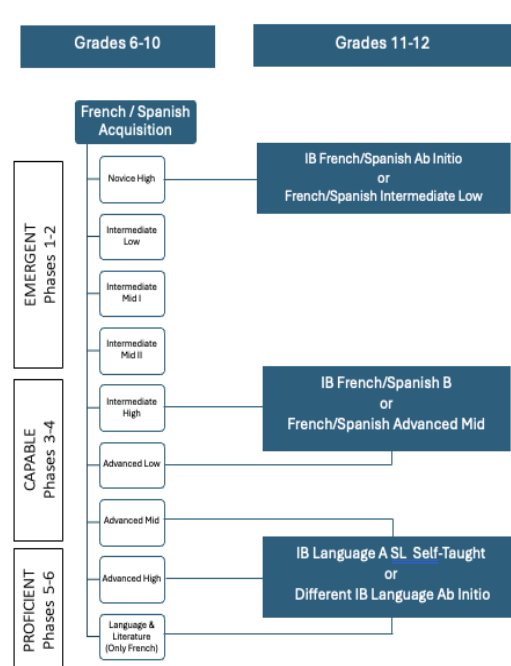 Grades 6-10
Grades 11-12
French / Spanish
Acquisition
EMERGENT
Phases 1-2
Novice High
Intermediate
Low
Intermediate
Mid I
Intermediate
Mid II
IB French/Spanish Ab Initio
or
French/Spanish Intermediate Low
CAPABLE
Phases 3-4
Intermediate
High
Advanced Low
Advanced Mid
IB French/Spanish B
or
French/Spanish Advanced Mid
PROFICIENT
Phases 5-6
Advanced High
Language &
Literature
(Only French)
IB Language A SL Self-Taught
or
Different IB Language Ab Initio